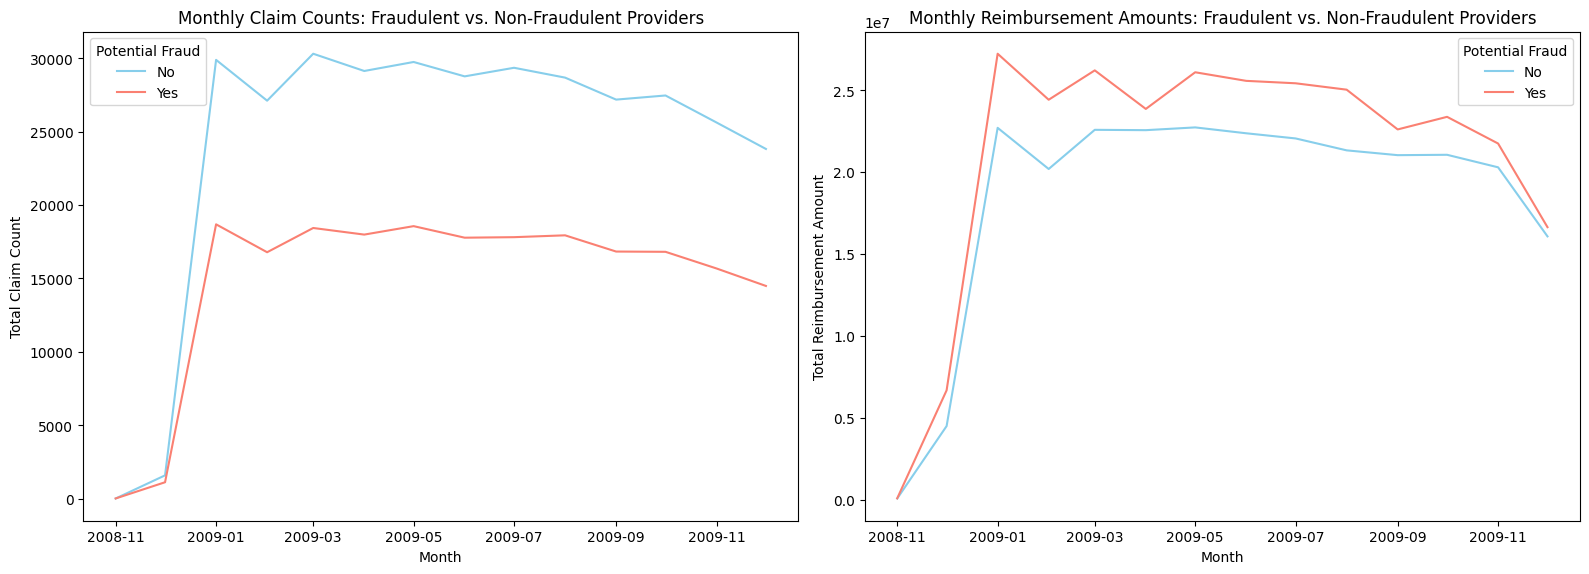 Monthly Claim Counts: Fraudulent vs. Non-Fraudulent Providers
Potential Fraud
No
Yes
Total Claim Count
30000
25000
20000
15000
10000
5000
0
2008-11 2009-01 2009-03 2009-05 2009-07 2009-09 2009-11
Month
Monthly Reimbursement Amounts: Fraudulent vs. Non-Fraudulent Providers
1e7
Potential Fraud
No
Yes
Total Reimbursement Amount
2.5
2.0
1.5
1.0
0.5
0.0
2008-11 2009-01 2009-03 2009-05 2009-07 2009-09 2009-11
Month